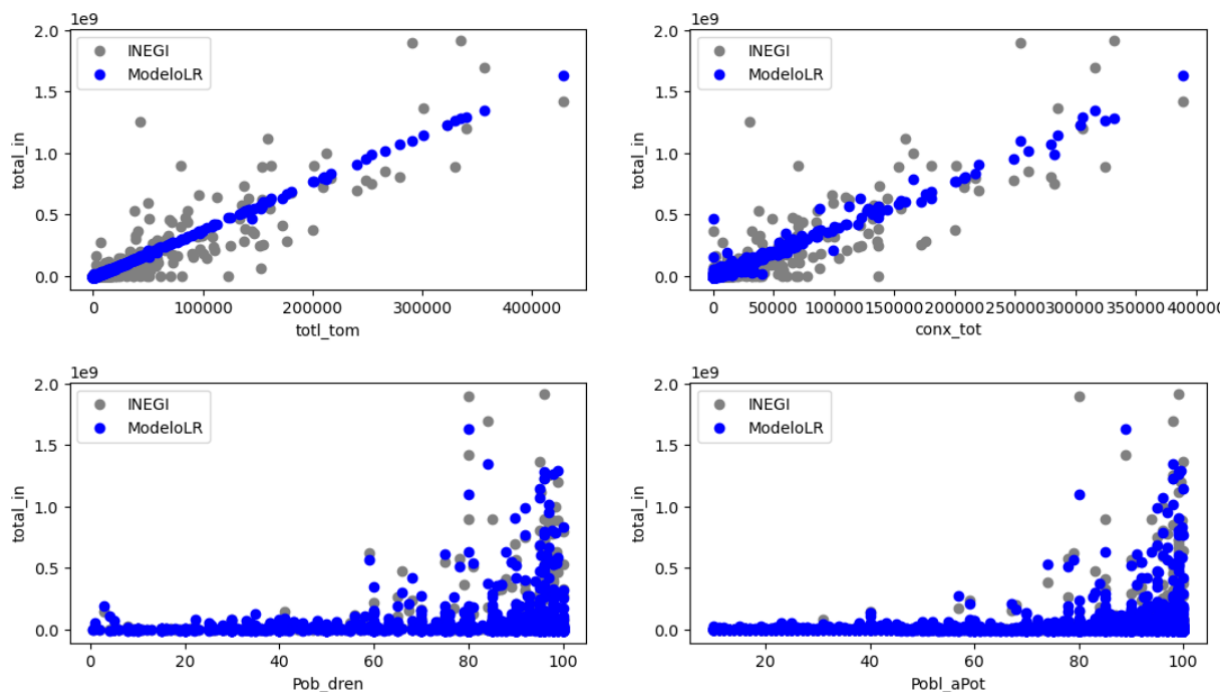 1e9
2.0
INEGI
ModeloLR
1.5
total_in
1.0
0.5
0.0
0 100000 200000 300000 400000
totl_tom
1e9
2.0
INEGI
ModeloLR
1.5
total_in
1.0
0.5
0.0
0 50000 100000 150000 200000 250000 300000 350000 400000
conx_tot
1e9
2.0
INEGI
ModeloLR
1.5
total_in
1.0
0.5
0.0
0 20 40 60 80 100
Pob_dren
1e9
2.0
INEGI
ModeloLR
1.5
total_in
1.0
0.5
0.0
20 40 60 80 100
Pobl_aPot